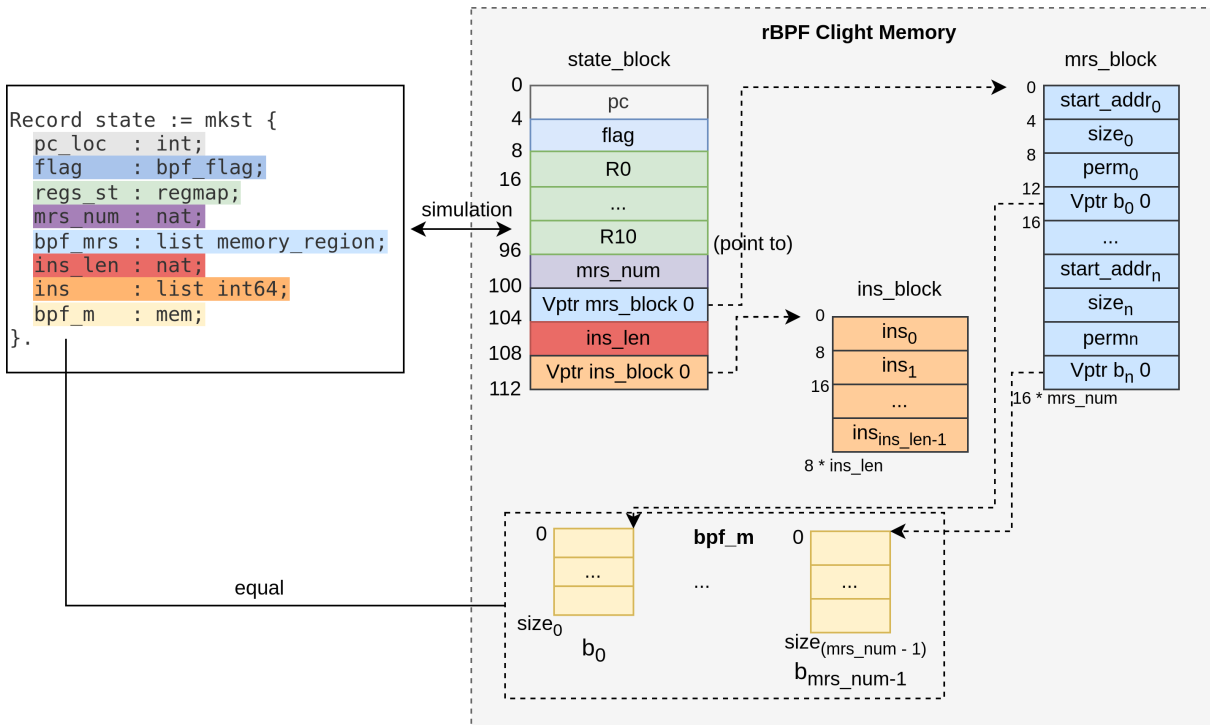 rBPF Clight Memory
Record state := mkst {
pc_loc : int;
flag : bpf_flag;
regs_st : regmap;
mrs_num : nat;
bpf_mrs : list memory_region;
ins_len : nat;
ins : list int64;
bpf_m : mem;
}.
simulation
equal
state_block
0
pc
4
flag
8
R0
16
...
R10
96
mrs_num
100
Vptr mrs_block 0
104
ins_len
108
Vptr ins_block 0
112
(point to)
ins_block
0
ins0
8
ins1
16
...
insins_len-1
8 * ins_len
mrs_block
0
start_addr0
4
size0
8
perm0
12
Vptr b0 0
16
...
start_addrn
sizen
permn
Vptr bn 0
16 * mrs_num
bpf_m
0
...
size0
b0
...
0
...
size(mrs_num - 1)
bmrs_num-1